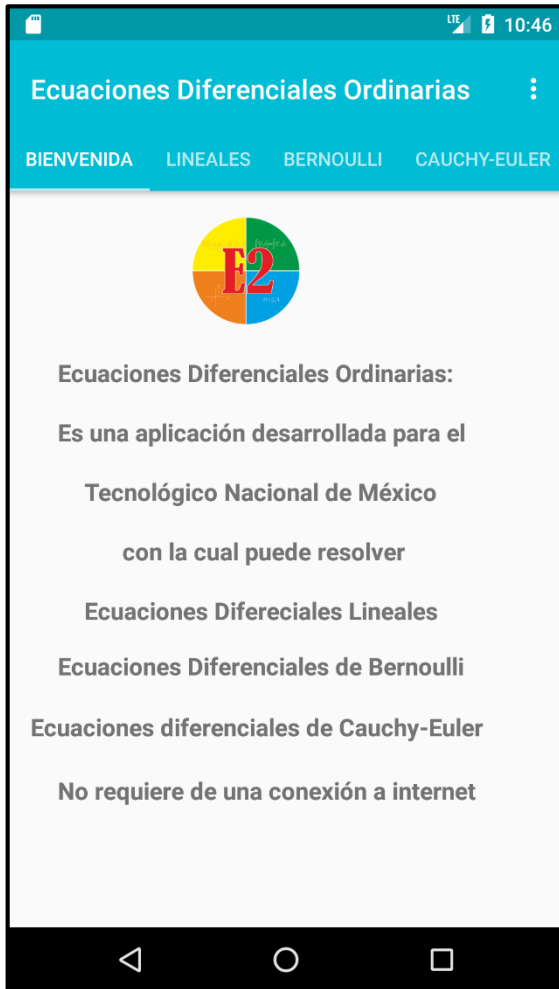 LTE 10:46
Ecuaciones Diferenciales Ordinarias
BIENVENIDA LINEALES BERNOULLI CAUCHY-EULER
E2
Ecuaciones Diferenciales Ordinarias:
Es una aplicación desarrollada para el
Tecnológico Nacional de México
con la cual puede resolver
Ecuaciones Difereciales Lineales
Ecuaciones Diferenciales de Bernoulli
Ecuaciones diferenciales de Cauchy-Euler
No requiere de una conexión a internet